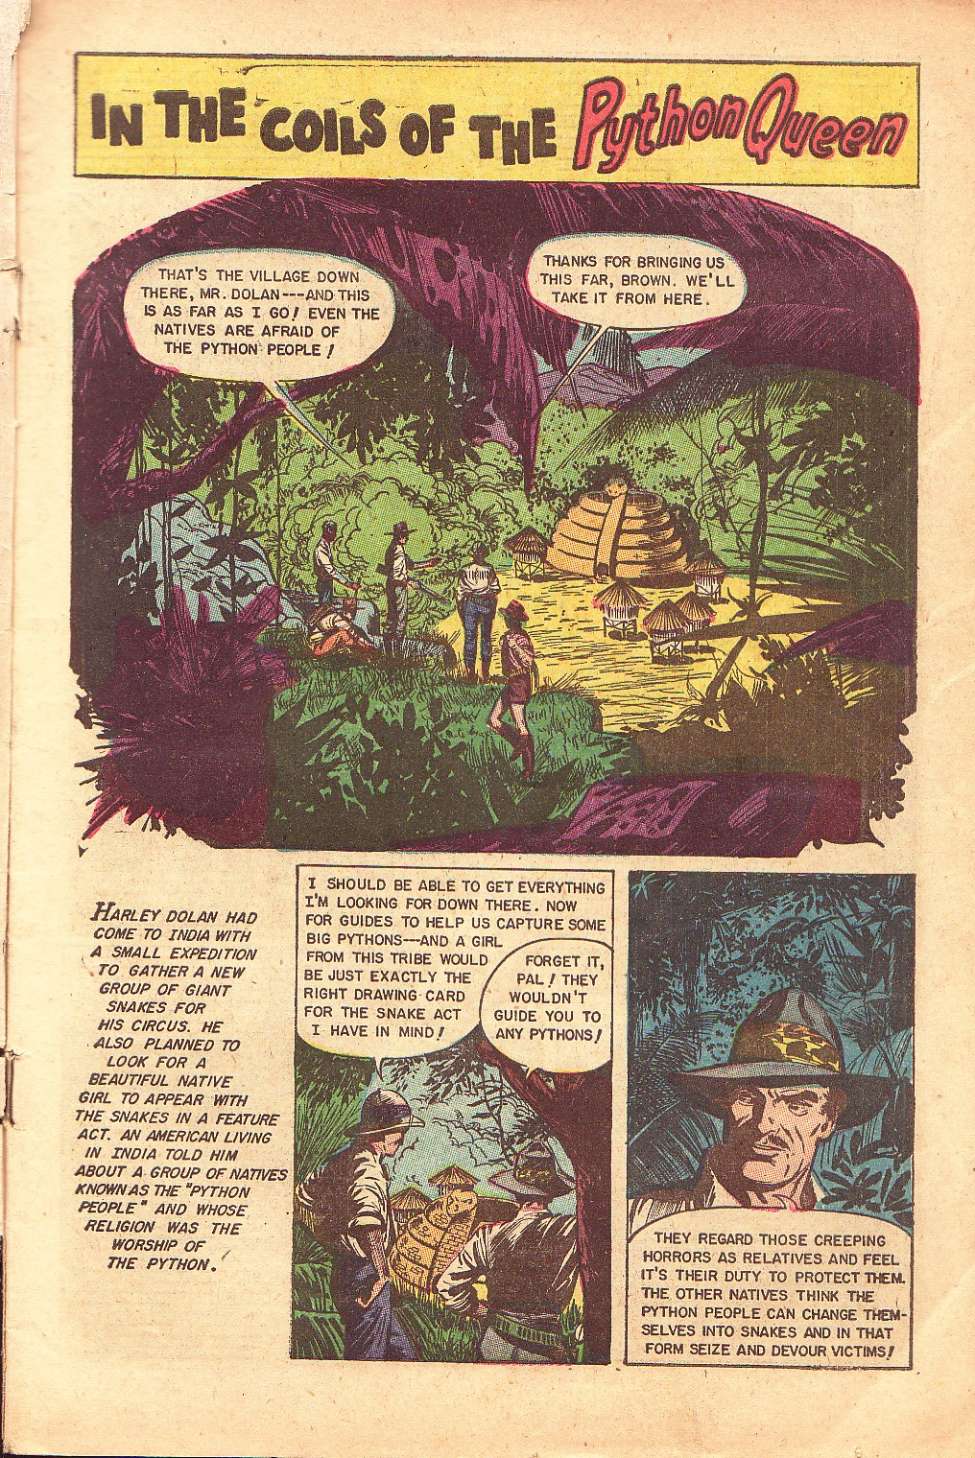 IN THE COILS OF THE Python Queen
THAT'S THE VILLAGE DOWN
THERE, MR. DOLAN---AND THIS
IS AS FAR AS I GO! EVEN THE
NATIVES ARE AFRAID OF
THE PYTHON PEOPLE!
THANKS FOR BRINGING US
THIS FAR, BROWN. WE'LL
TAKE IT FROM HERE.
HARLEY DOLAN HAD
COME TO INDIA WITH
A SMALL EXPEDITION
TO GATHER A NEW
GROUP OF GIANT
SNAKES FOR
HIS CIRCUS. HE
ALSO PLANNED TO
LOOK FOR A
BEAUTIFUL NATIVE
GIRL TO APPEAR WITH
THE SNAKES IN A FEATURE
ACT. AN AMERICAN LIVING
IN INDIA TOLD HIM
ABOUT A GROUP OF NATIVES
KNOWN AS THE "PYTHON
PEOPLE" AND WHOSE
RELIGION WAS THE
WORSHIP OF
THE PYTHON.
I SHOULD BE ABLE TO GET EVERYTHING
I'M LOOKING FOR DOWN THERE. NOW
FOR GUIDES TO HELP US CAPTURE SOME
BIG PYTHONS---AND A GIRL
FROM THIS TRIBE WOULD
BE JUST EXACTLY THE
RIGHT DRAWING CARD
FOR THE SNAKE ACT
I HAVE IN MIND!
FORGET IT,
PAL! THEY
WOULDN'T
GUIDE YOU TO
ANY PYTHONS!
THEY REGARD THOSE CREEPING
HORRORS AS RELATIVES AND FEEL
IT'S THEIR DUTY TO PROTECT THEM.
THE OTHER NATIVES THINK THE
PYTHON PEOPLE CAN CHANGE THEM-
SELVES INTO SNAKES AND IN THAT
FORM SEIZE AND DEVOUR VICTIMS!